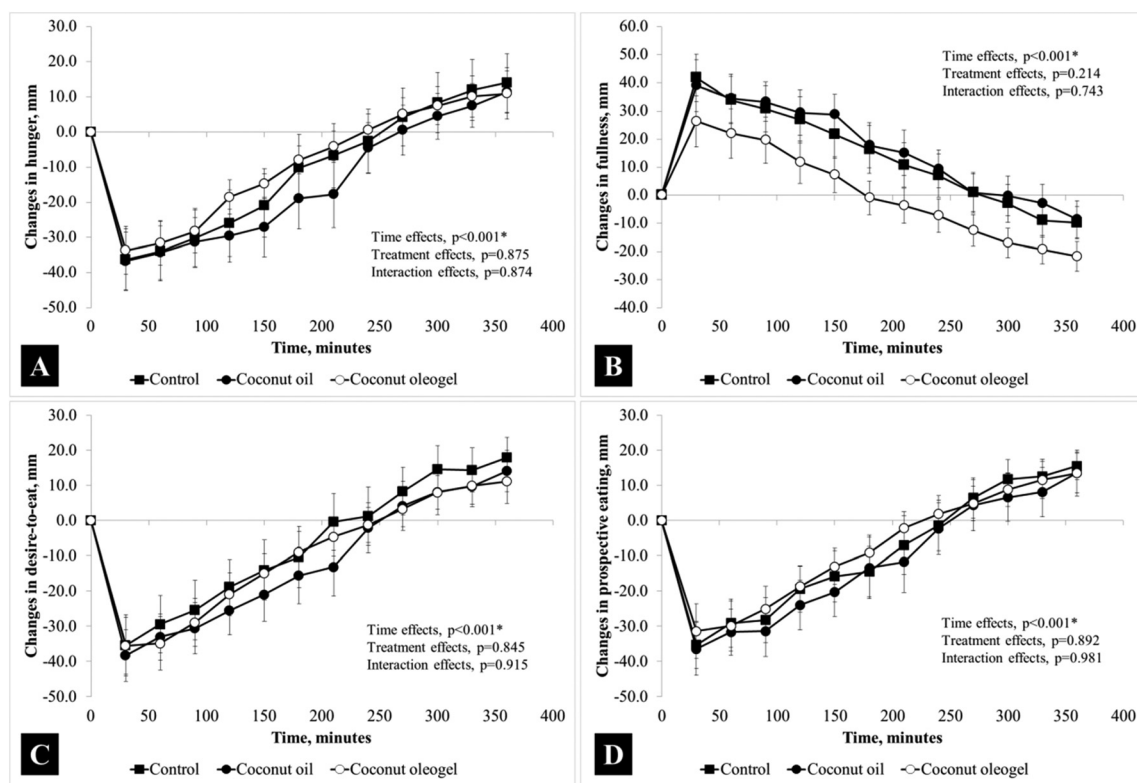 30.0
20.0
10.0
0.0
-10.0
-20.0
-30.0
-40.0
-50.0
Changes in hunger, mm
0 50 100 150 200 250 300 350 400
Time, minutes
Time effects, p<0.001*
Treatment effects, p=0.875
Interaction effects, p=0.874
A
Control Coconut oil Coconut oleogel
60.0
50.0
40.0
30.0
20.0
10.0
0.0
-10.0
-20.0
-30.0
-40.0
Changes in fullness, mm
0 50 100 150 200 250 300 350 400
Time, minutes
Time effects, p<0.001*
Treatment effects, p=0.214
Interaction effects, p=0.743
B
Control Coconut oil Coconut oleogel
30.0
20.0
10.0
0.0
-10.0
-20.0
-30.0
-40.0
-50.0
Changes in desire-to-eat, mm
0 50 100 150 200 250 300 350 400
Time, minutes
Time effects, p<0.001*
Treatment effects, p=0.845
Interaction effects, p=0.915
C
Control Coconut oil Coconut oleogel
30.0
20.0
10.0
0.0
-10.0
-20.0
-30.0
-40.0
-50.0
Changes in prospective eating, mm
0 50 100 150 200 250 300 350 400
Time, minutes
Time effects, p<0.001*
Treatment effects, p=0.892
Interaction effects, p=0.981
D
Control Coconut oil Coconut oleogel